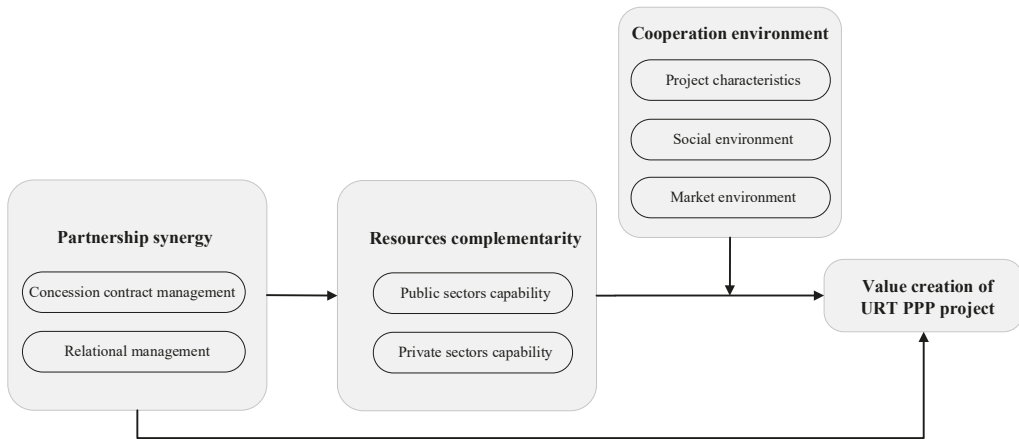 Cooperation environment
Project characteristics
Social environment
Market environment
Partnership synergy
Concession contract management
Relational management
Resources complementarity
Public sectors capability
Private sectors capability
Value creation of
URT PPP project